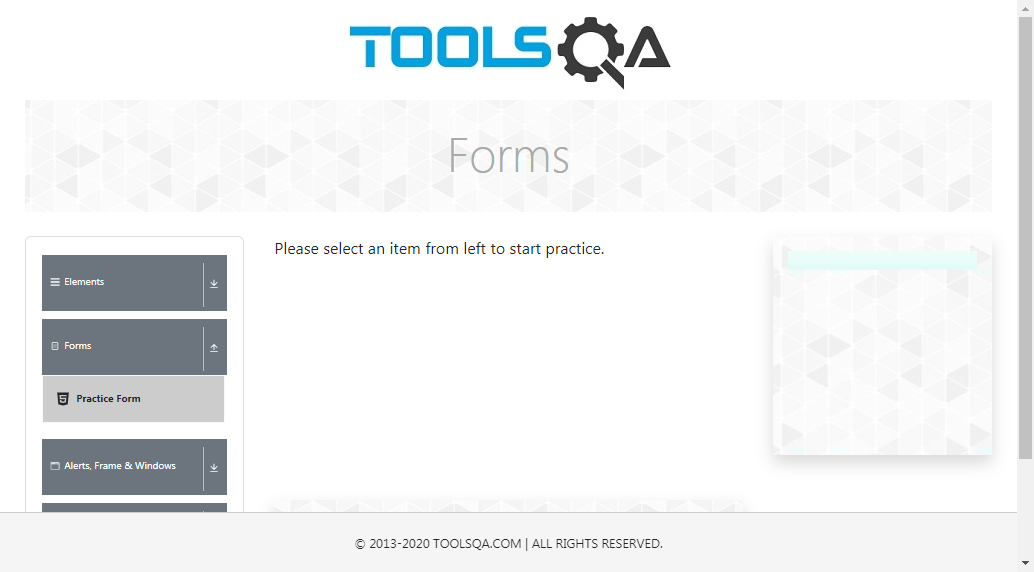 TOOLSQA
Forms
Elements
Forms
Practice Form
Alerts, Frame & Windows
Please select an item from left to start practice.
© 2013-2020 TOOLSQA.COM | ALL RIGHTS RESERVED.